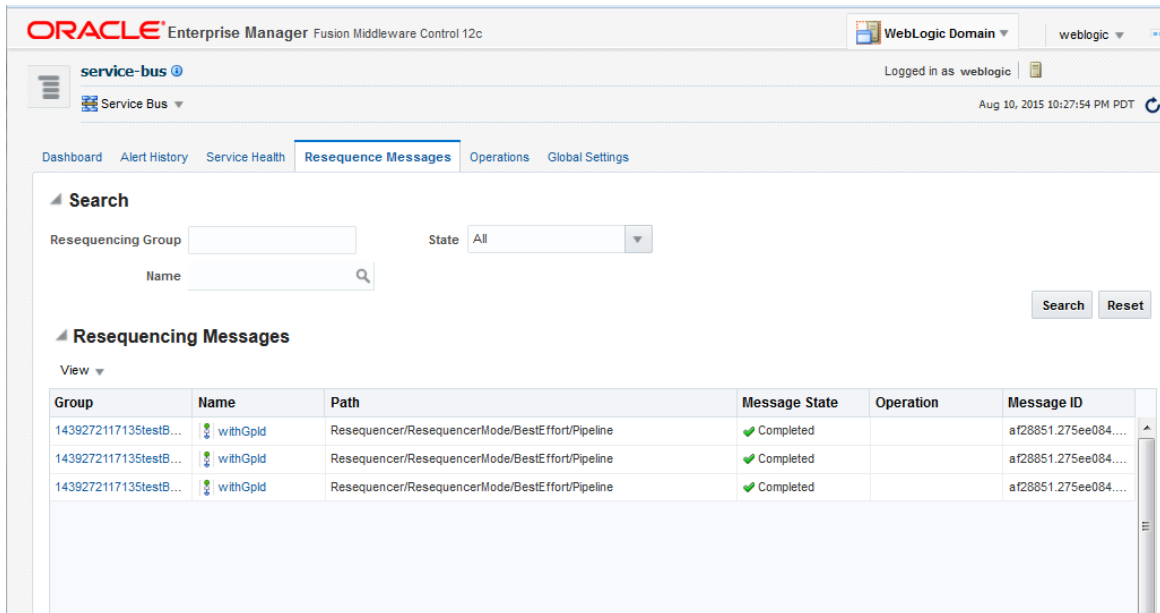 ORACLE Enterprise Manager Fusion Middleware Control 12c WebLogic Domain weblogic
service-bus Logged in as weblogic
Service Bus Aug 10, 2015 10:27:54 PM PDT
Dashboard Alert History Service Health Resequence Messages Operations Global Settings
Search
Resequencing Group State All
Name
Search Reset
Resequencing Messages
View
Group Name Path Message State Operation Message ID
1439272117135testB... withGpId Resequencer/ResequencerMode/BestEffort/Pipeline Completed af28851.275ee084....
1439272117135testB... withGpId Resequencer/ResequencerMode/BestEffort/Pipeline Completed af28851.275ee084....
1439272117135testB... withGpId Resequencer/ResequencerMode/BestEffort/Pipeline Completed af28851.275ee084....